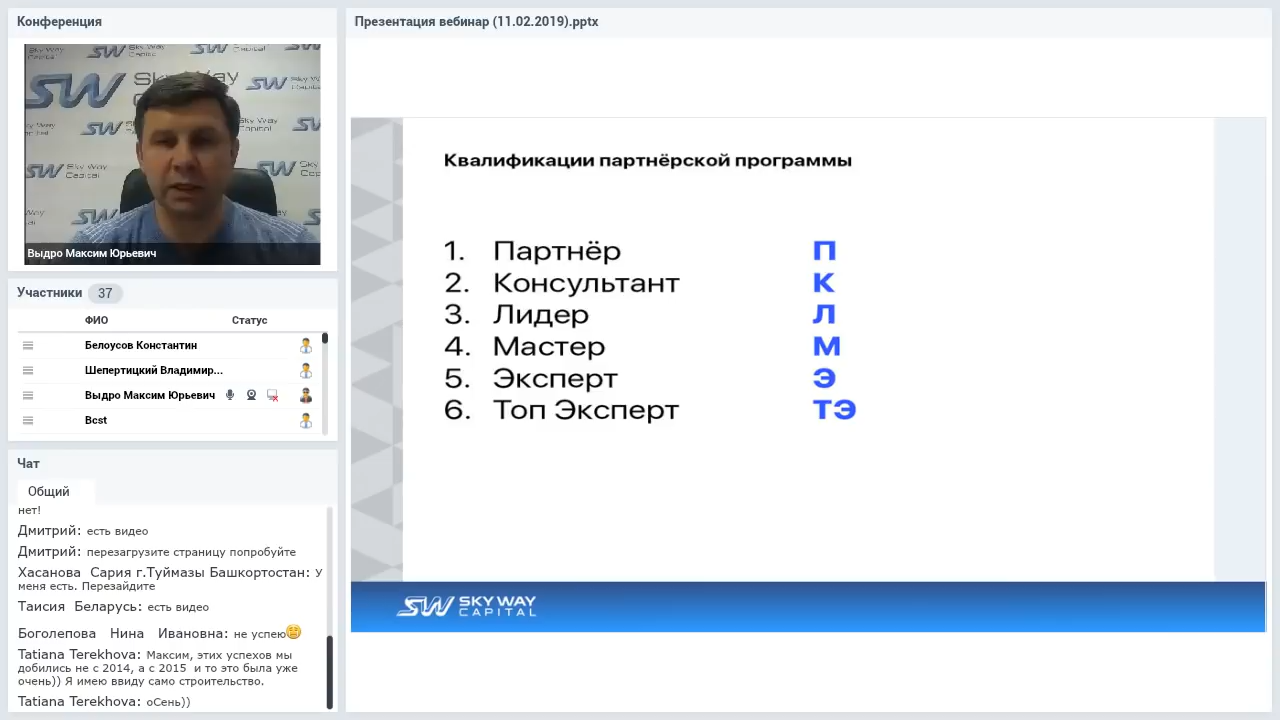 Конференция
Sky Way
Capital
Выдро Максим Юрьевич
Участники 37
ФИО Статус
Белоусов Константин
Шепертицкий Владимир...
Выдро Максим Юрьевич
Bcst
Чат
Общий
нет!
Дмитрий: есть видео
Дмитрий: перезагрузите страницу попробуйте
Хасанова Сария г.Туймазы Башкортостан: У
меня есть. Перезайдите
Таисия Беларусь: есть видео
Боголепова Нина Ивановна: не успею
Tatiana Terekhova: Максим, этих успехов мы
добились не с 2014, а с 2015 и то это была уже
очень)) Я имею ввиду само строительство.
Tatiana Terekhova: оСень))
Презентация вебинар (11.02.2019).pptx
Квалификации партнёрской программы
1. Партнёр П
2. Консультант К
3. Лидер Л
4. Мастер М
5. Эксперт Э
6. Топ Эксперт ТЭ
SW SKY WAY
CAPITAL